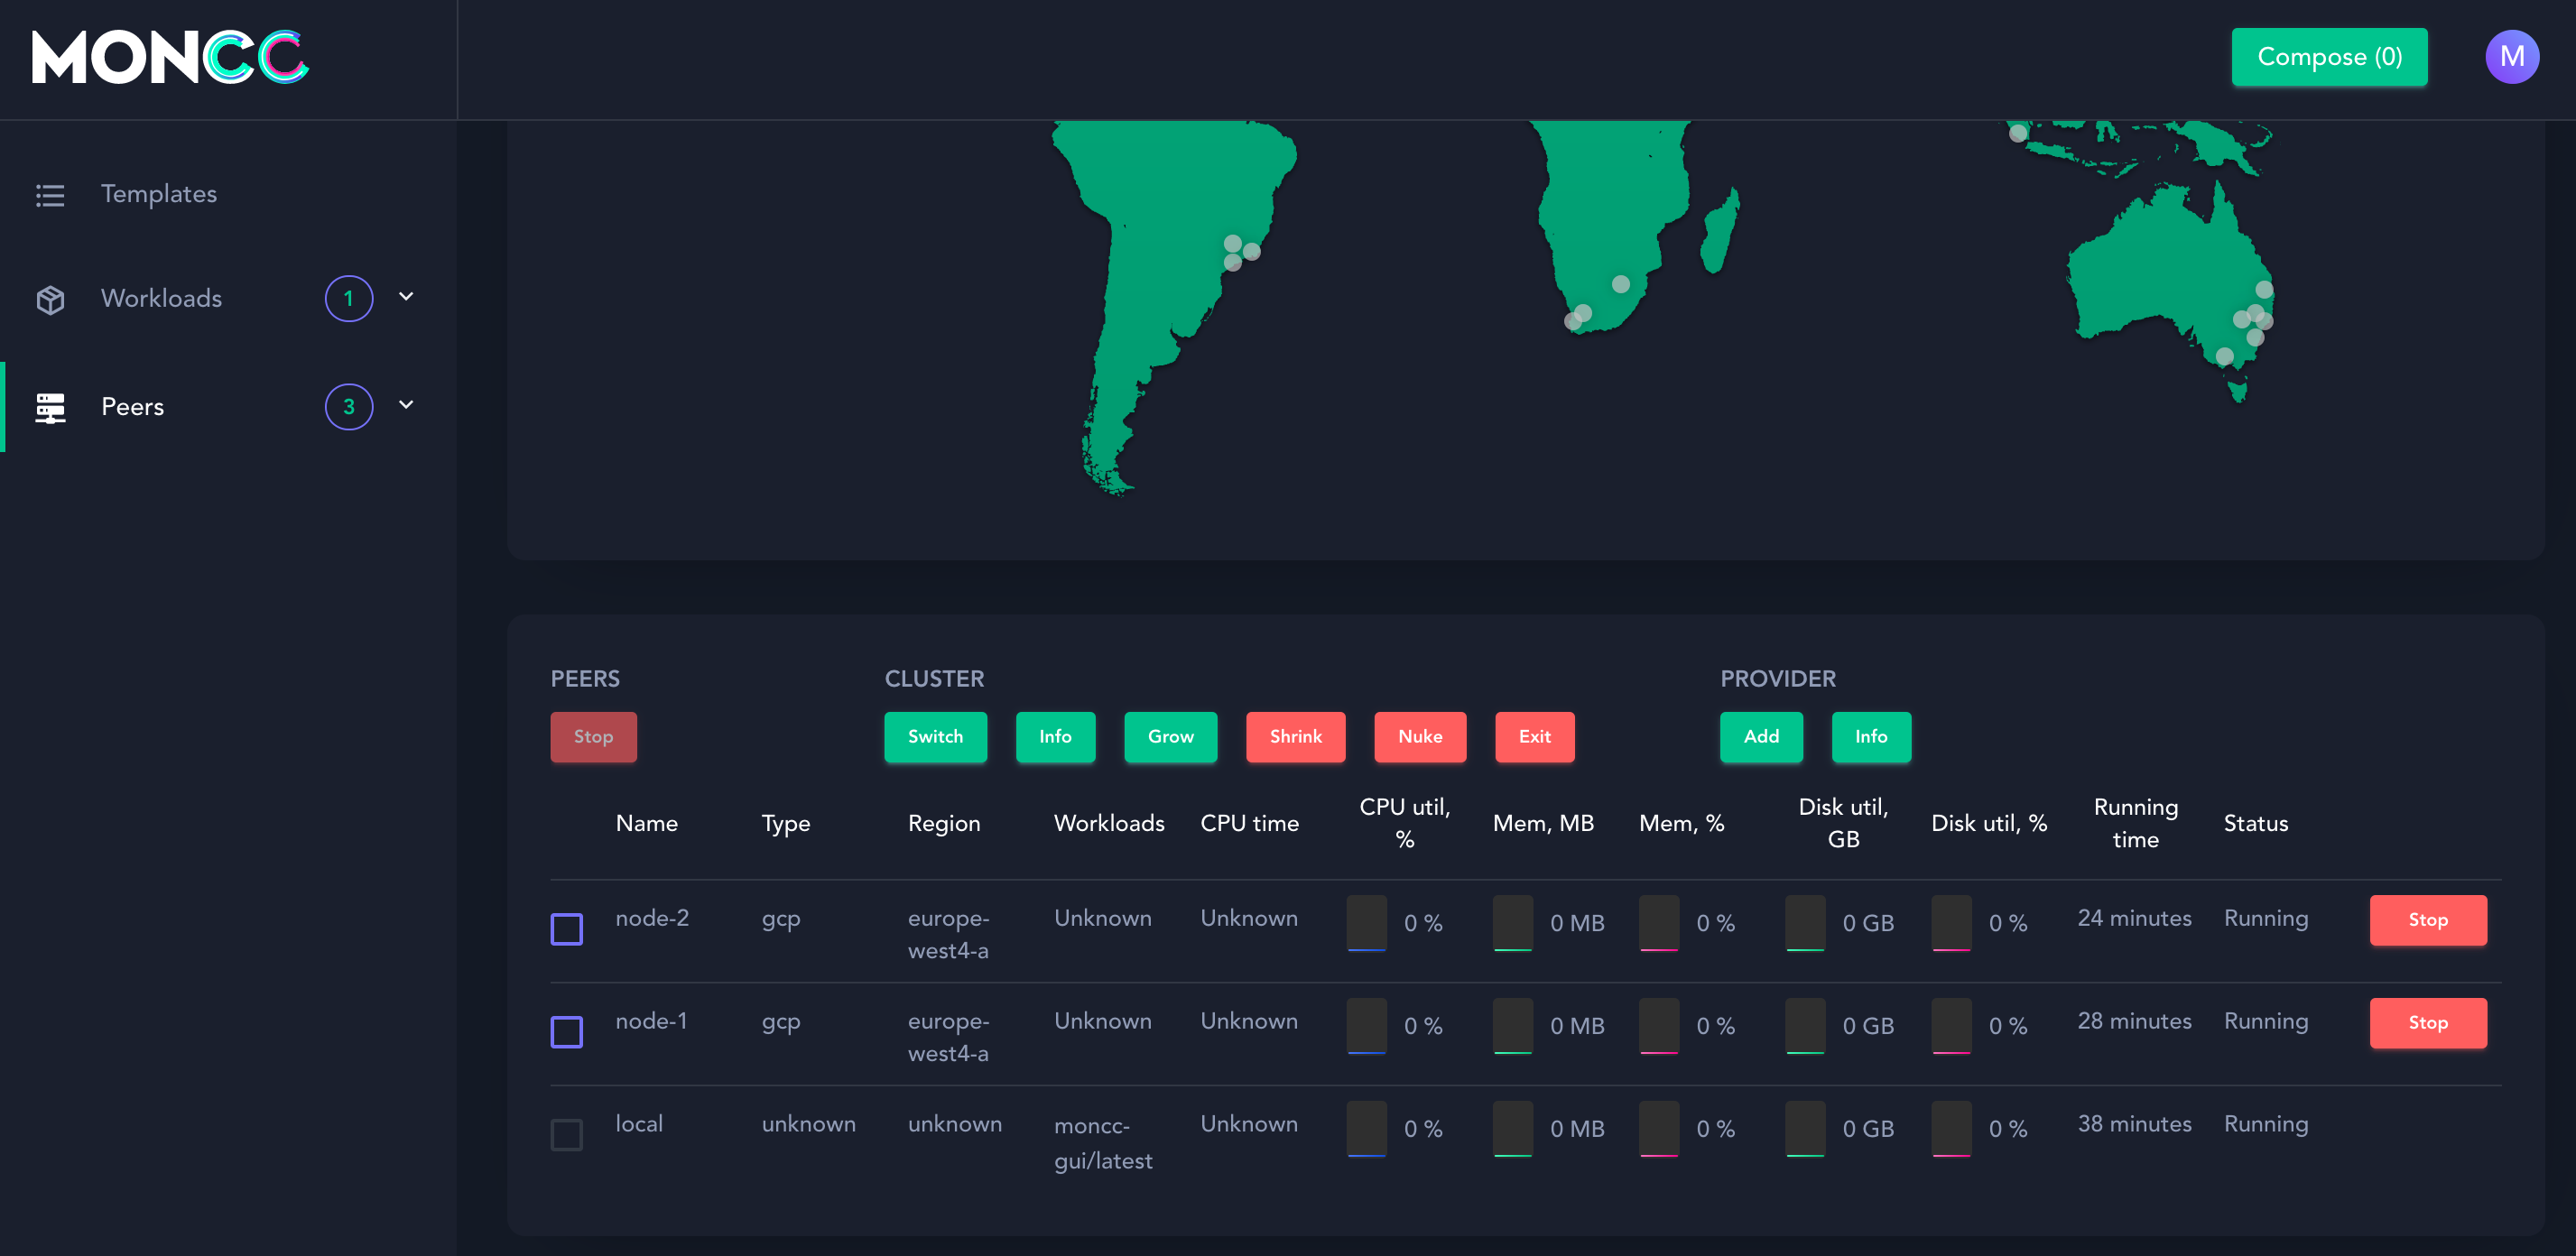 MONCC
Compose (0)
M
Templates
Workloads 1
Peers 3
PEERS CLUSTER PROVIDER
Stop Switch Info Grow Shrink Nuke Exit Add Info
Name Type Region Workloads CPU time CPU util, % Mem, MB Mem, % Disk util, GB Disk util, % Running time Status
node-2 gcp europe-west4-a Unknown Unknown 0 % 0 MB 0 % 0 GB 0 % 24 minutes Running Stop
node-1 gcp europe-west4-a Unknown Unknown 0 % 0 MB 0 % 0 GB 0 % 28 minutes Running Stop
local unknown unknown moncc-gui/latest Unknown 0 % 0 MB 0 % 0 GB 0 % 38 minutes Running